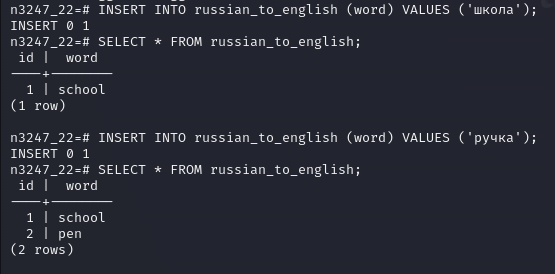 n3247_22=# INSERT INTO russian_to_english (word) VALUES ('школа');
INSERT 0 1
n3247_22=# SELECT * FROM russian_to_english;
 id |  word
----+--------
  1 | school
(1 row)

n3247_22=# INSERT INTO russian_to_english (word) VALUES ('ручка');
INSERT 0 1
n3247_22=# SELECT * FROM russian_to_english;
 id |  word
----+--------
  1 | school
  2 | pen
(2 rows)